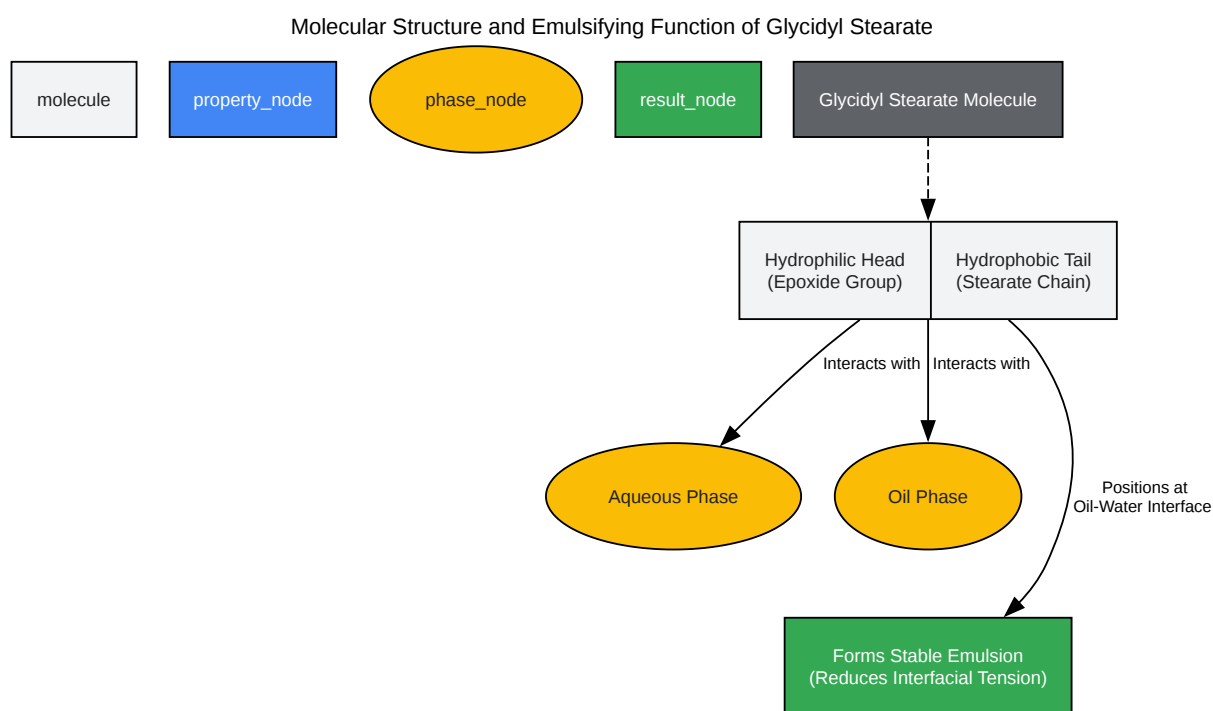 Molecular Structure and Emulsifying Function of Glycidyl Stearate
molecule
property_node
phase_node
result_node
Glycidyl Stearate Molecule
Hydrophilic Head
(Epoxide Group)
Hydrophobic Tail
(Stearate Chain)
Interacts with
Interacts with
Aqueous Phase
Oil Phase
Positions at
Oil-Water Interface
Forms Stable Emulsion
(Reduces Interfacial Tension)